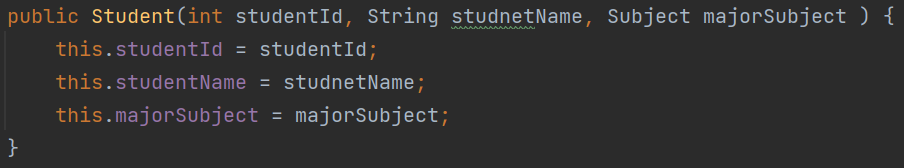 public Student(int studentId, String studnetName, Subject majorSubject ) {
this.studentId = studentId;
this.studentName = studnetName;
this.majorSubject = majorSubject;
}